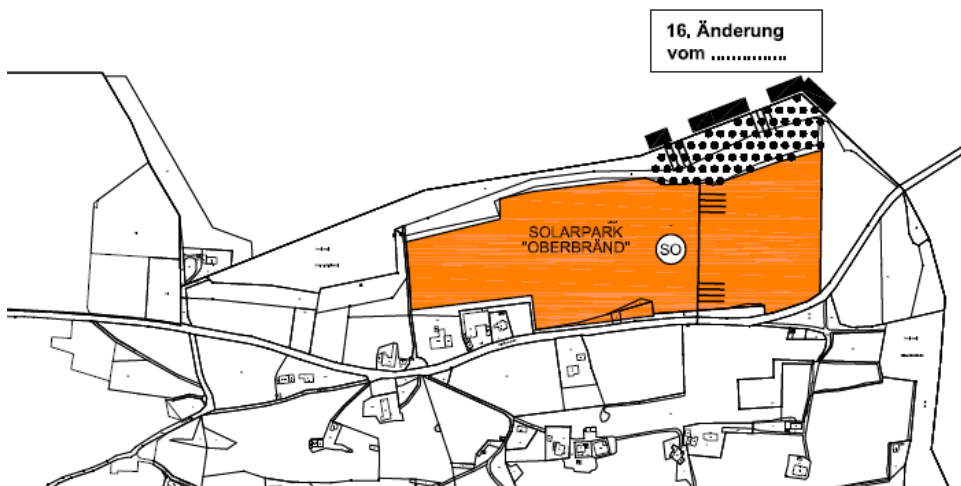 16. Änderung
vom ...............
SOLARPARK
"OBERBRÄND"
SO